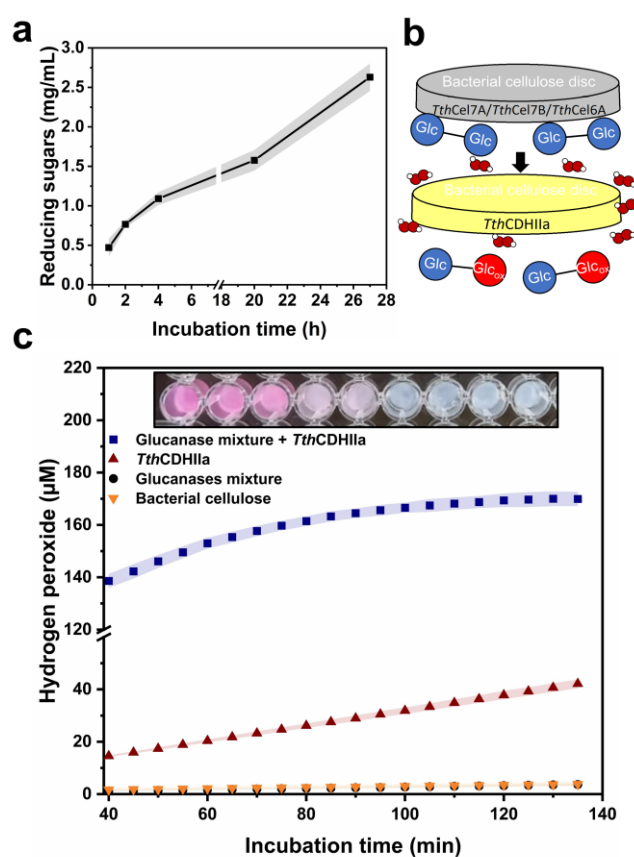 a
3.0
2.5
2.0
1.5
1.0
0.5
0.0
Reducing sugars (mg/mL)
0 2 4 6 8 18 20 22 24 26 28
Incubation time (h)
b
Bacterial cellulose disc
TthCel7A/TthCel7B/TthCel6A
Glc Glc Glc Glc
Bacterial cellulose disc
TthCDHIIa
Glc Glcox Glc Glcox
c
220
200
180
160
140
120
40
20
0
Hydrogen peroxide (µM)
Glucanase mixture + TthCDHIIa
TthCDHIIa
Glucanases mixture
Bacterial cellulose
40 60 80 100 120 140
Incubation time (min)